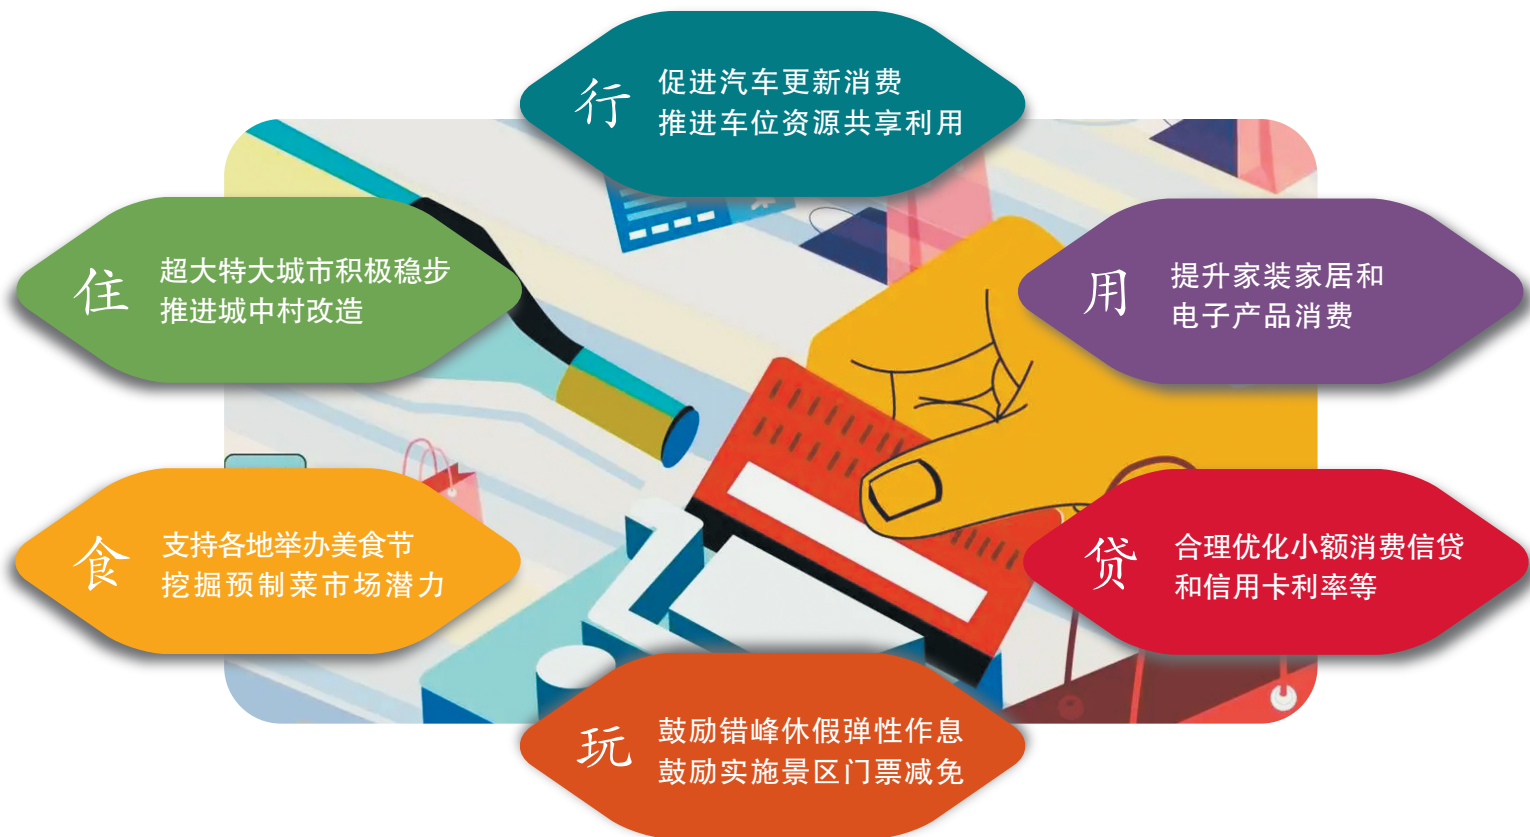 行
促进汽车更新消费
推进车位资源共享利用
住
超大特大城市积极稳步
推进城中村改造
用
提升家装家居和
电子产品消费
食
支持各地举办美食节
挖掘预制菜市场潜力
贷
合理优化小额消费信贷
和信用卡利率等
玩
鼓励错峰休假弹性作息
鼓励实施景区门票减免